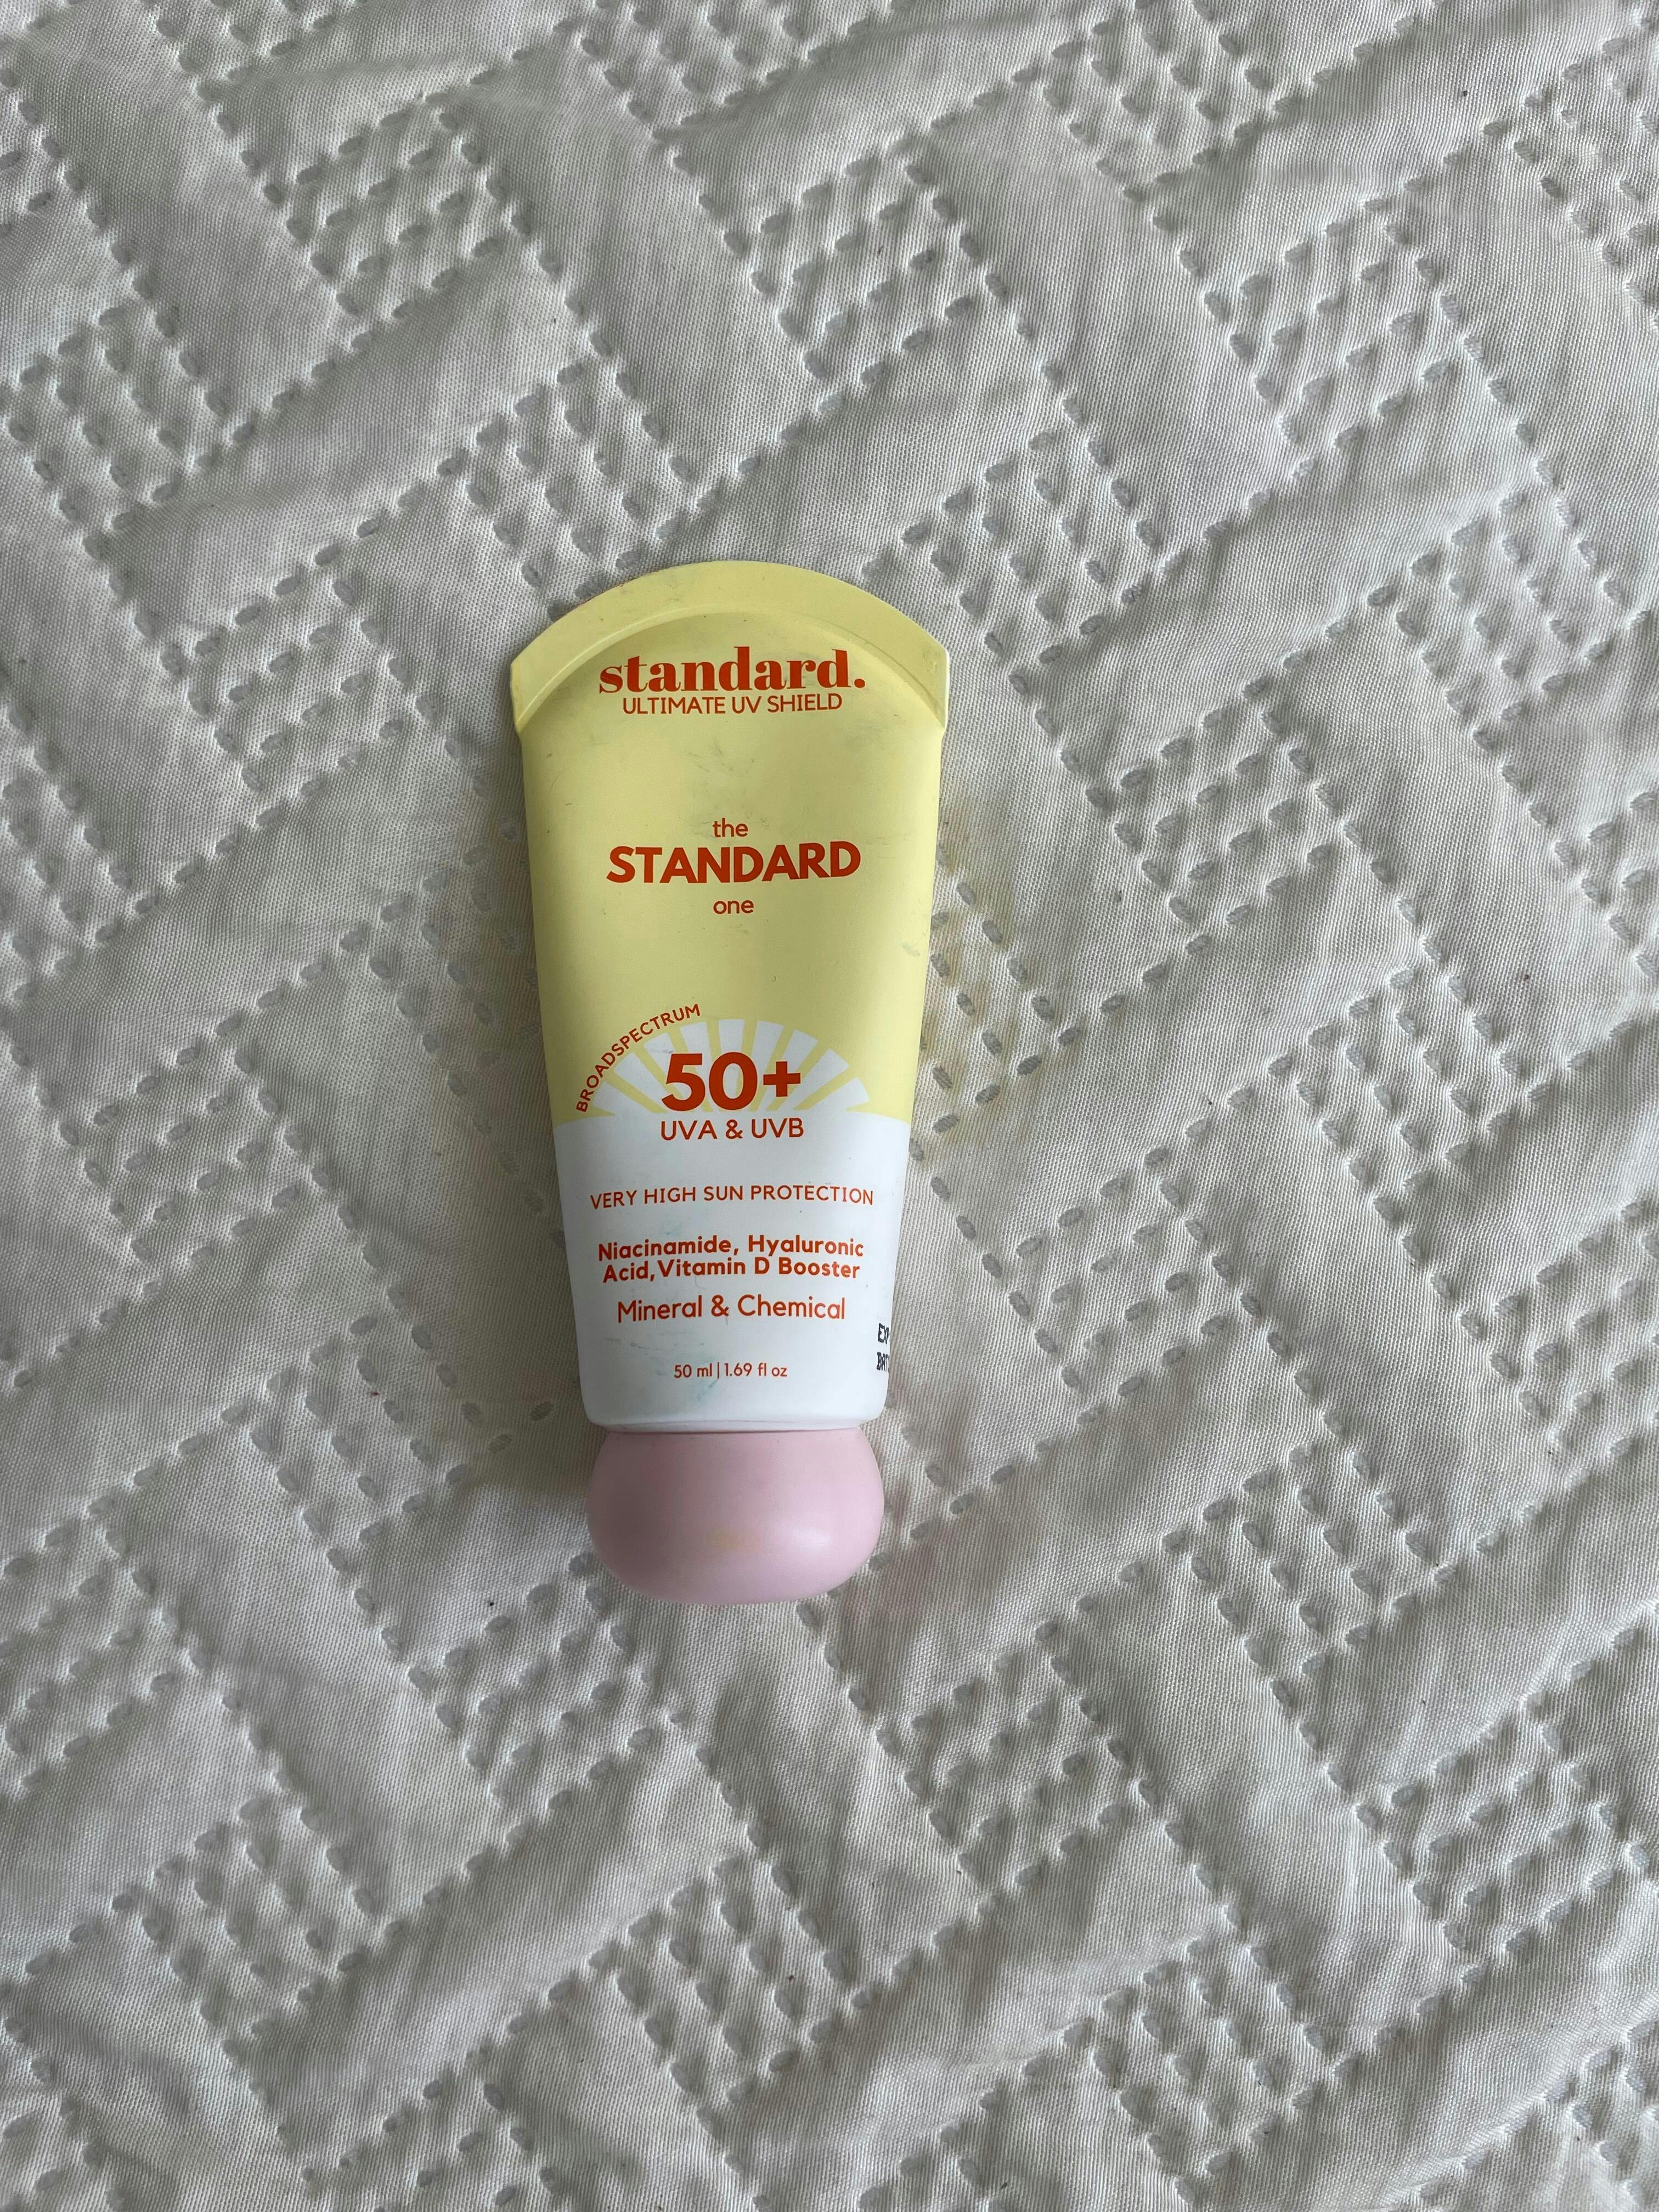 standard.
ULTIMATE UV SHIELD
the
STANDARD
one
BROADSPECTRUM
50+
UVA & UVB
VERY HIGH SUN PROTECTION
Niacinamide, Hyaluronic
Acid, Vitamin D Booster
Mineral & Chemical
50 ml | 1.69 fl oz